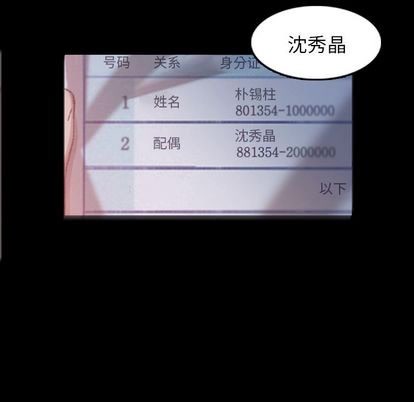 沈秀晶
号码 关系 身份证
1 姓名 朴锡柱
801354-1000000
2 配偶 沈秀晶
881354-2000000
以下